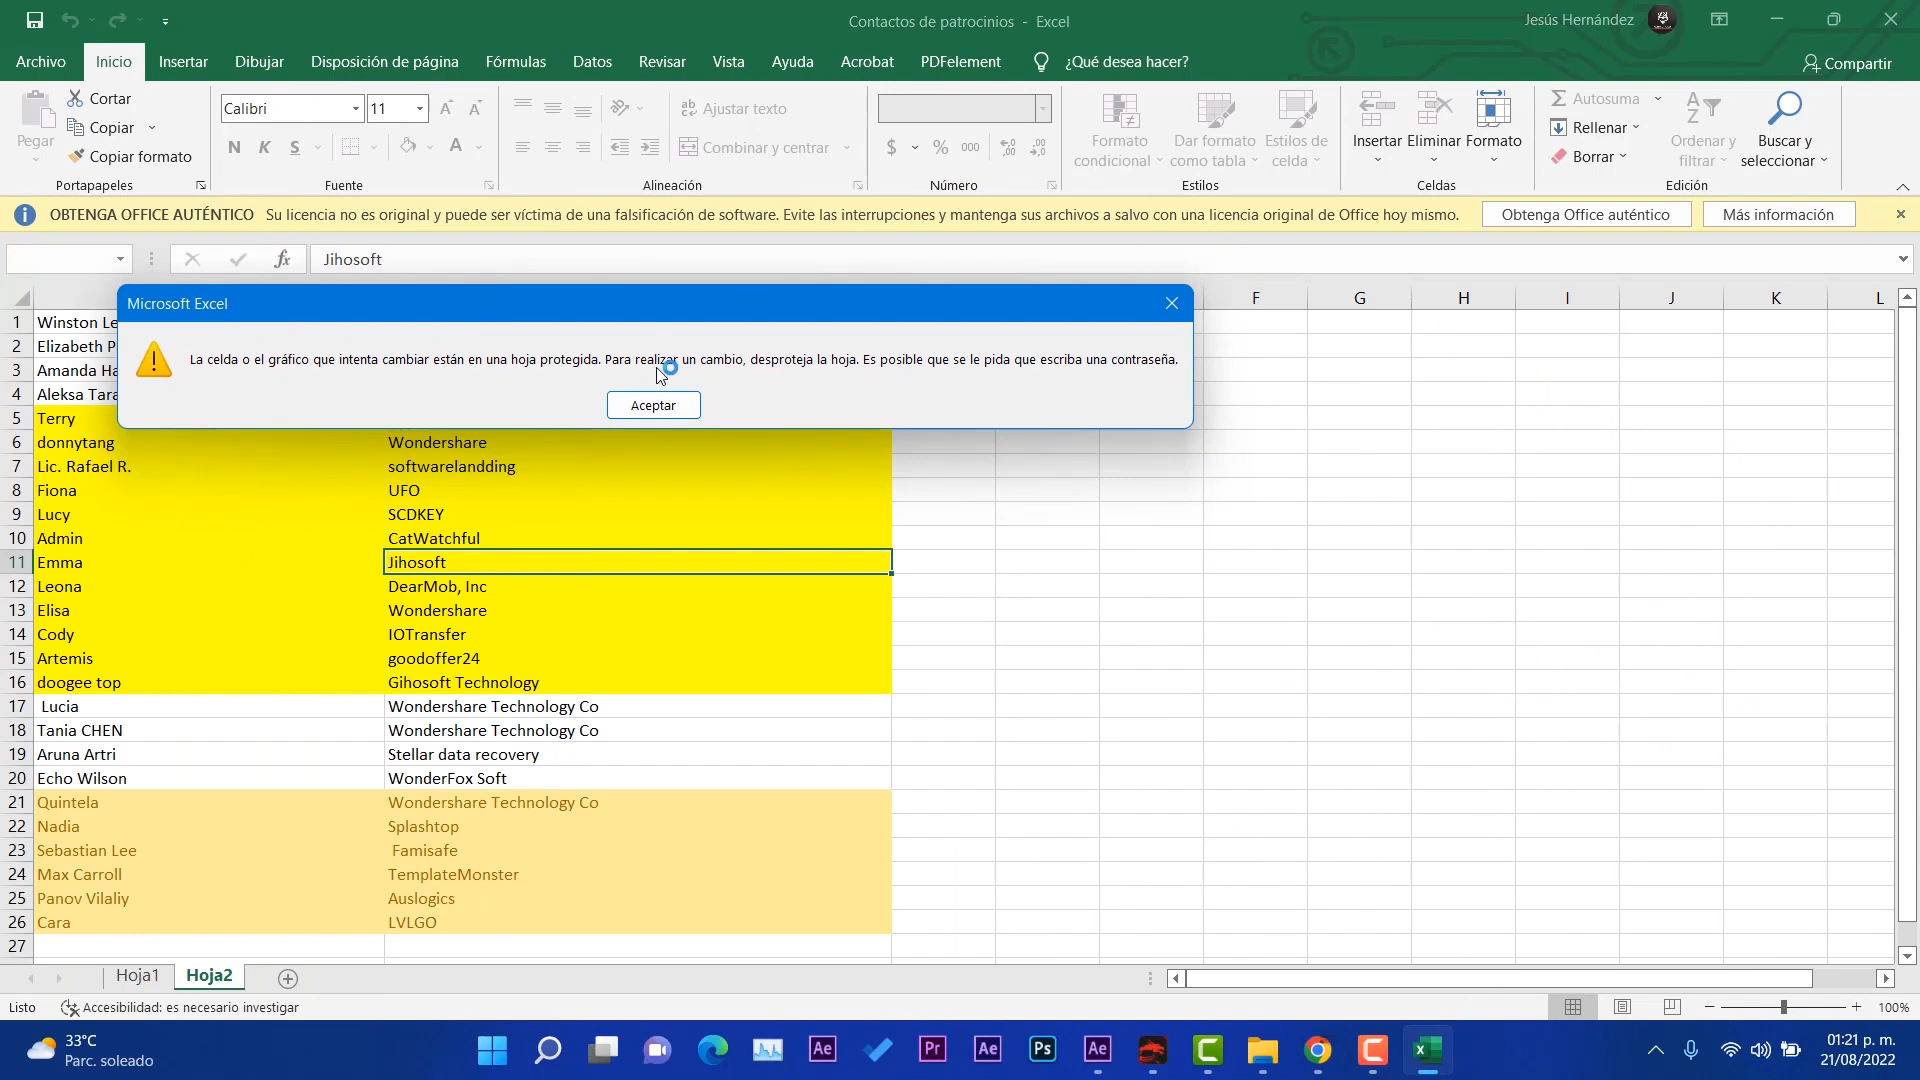 Contactos de patrocinios - Excel
Jesús Hernández
Archivo Inicio Insertar Dibujar Disposición de página Fórmulas Datos Revisar Vista Ayuda Acrobat PDFelement ¿Qué desea hacer? Compartir
Pegar
Cortar
Copiar
Copiar formato
Portapapeles
Calibri 11
N K S A
Fuente
Ajustar texto
Combinar y centrar
Alineación
$ % 000
Número
Formato condicional
Dar formato como tabla
Estilos de celda
Estilos
Insertar Eliminar Formato
Celdas
Autosuma
Rellenar
Borrar
Ordenar y filtrar
Buscar y seleccionar
Edición
OBTENGA OFFICE AUTÉNTICO Su licencia no es original y puede ser víctima de una falsificación de software. Evite las interrupciones y mantenga sus archivos a salvo con una licencia original de Office hoy mismo. Obtenga Office auténtico Más información
fx Jihosoft
Microsoft Excel
La celda o el gráfico que intenta cambiar están en una hoja protegida. Para realizar un cambio, desproteja la hoja. Es posible que se le pida que escriba una contraseña.
Aceptar
F G H I J K L
1 Winston Le
2 Elizabeth P
3 Amanda Ha
4 Aleksa Tara
5 Terry
6 donnytang Wondershare
7 Lic. Rafael R. softwarelandding
8 Fiona UFO
9 Lucy SCDKEY
10 Admin CatWatchful
11 Emma Jihosoft
12 Leona DearMob, Inc
13 Elisa Wondershare
14 Cody IOTransfer
15 Artemis goodoffer24
16 doogee top Gihosoft Technology
17 Lucia Wondershare Technology Co
18 Tania CHEN Wondershare Technology Co
19 Aruna Artri Stellar data recovery
20 Echo Wilson WonderFox Soft
21 Quintela Wondershare Technology Co
22 Nadia Splashtop
23 Sebastian Lee Famisafe
24 Max Carroll TemplateMonster
25 Panov Vilaliy Auslogics
26 Cara LVLGO
27
Hoja1 Hoja2
Listo Accesibilidad: es necesario investigar 100%
33°C
Parc. soleado
Ae Pr Ae Ps Ae
01:21 p. m.
21/08/2022